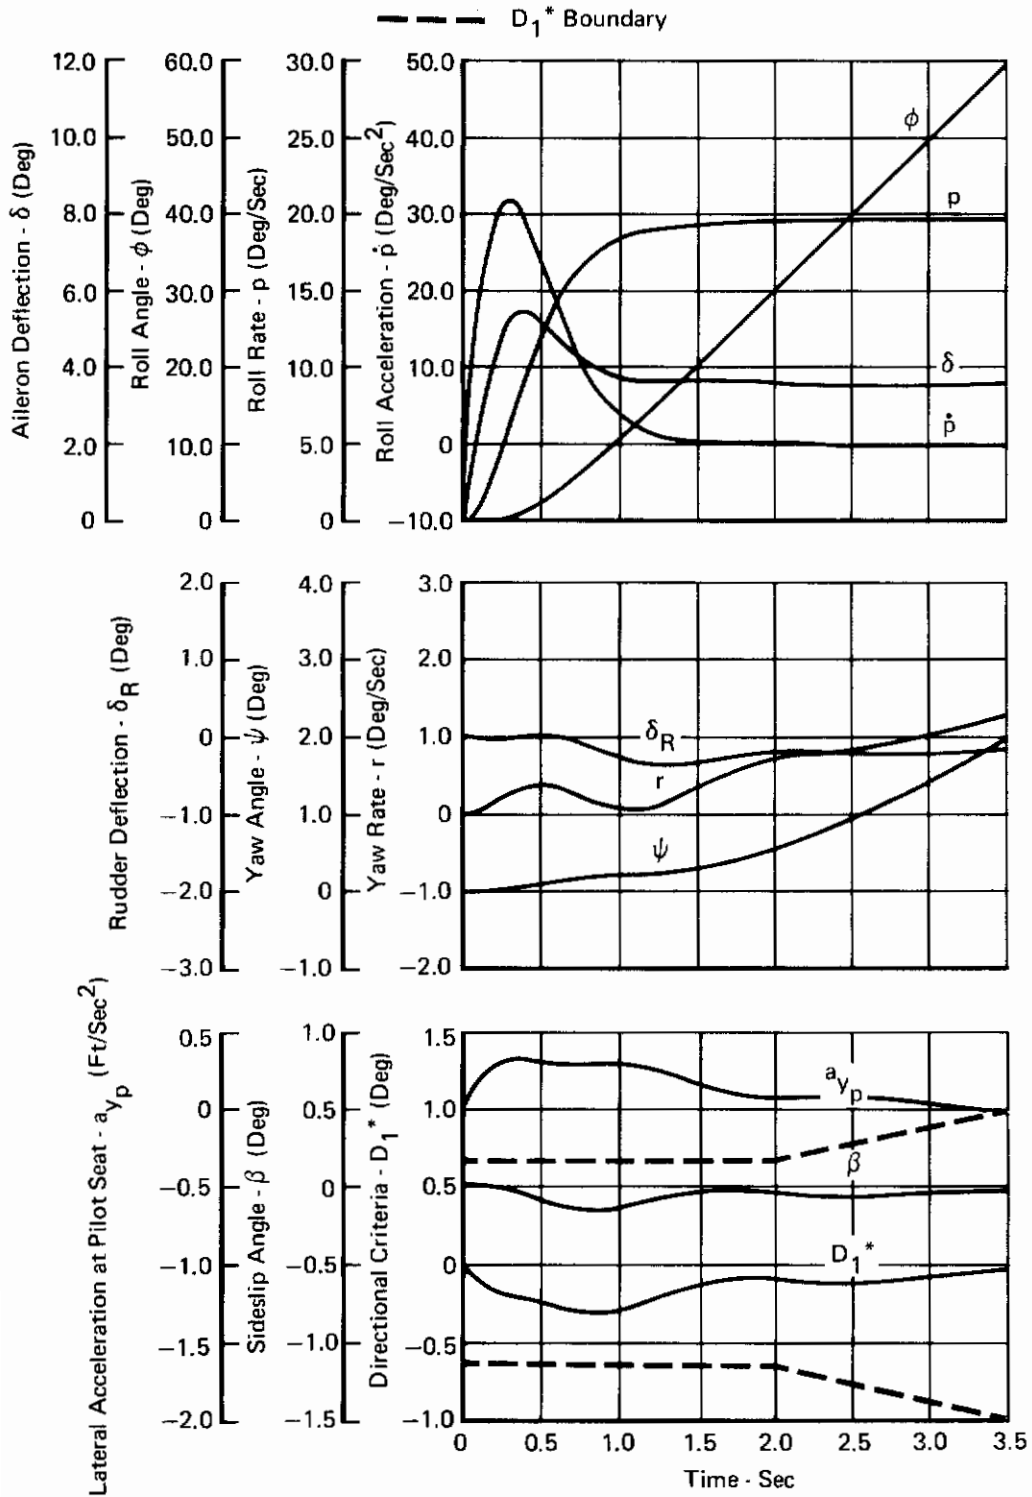 D₁* Boundary
Aileron Deflection - δ (Deg)
12.0
10.0
8.0
6.0
4.0
2.0
0
Roll Angle - ϕ (Deg)
60.0
50.0
40.0
30.0
20.0
10.0
0
Roll Rate - p (Deg/Sec)
30.0
25.0
20.0
15.0
10.0
5.0
0
Roll Acceleration - ṗ (Deg/Sec²)
50.0
40.0
30.0
20.0
10.0
0
−10.0
ϕ
p
δ
ṗ
Rudder Deflection - δR (Deg)
2.0
1.0
0
−1.0
−2.0
−3.0
Yaw Angle - ψ (Deg)
4.0
3.0
2.0
1.0
0
−1.0
Yaw Rate - r (Deg/Sec)
3.0
2.0
1.0
0
−1.0
−2.0
δR
r
ψ
Lateral Acceleration at Pilot Seat - ayp (Ft/Sec²)
0.5
0
−0.5
−1.0
−1.5
−2.0
Sideslip Angle - β (Deg)
1.0
0.5
0
−0.5
−1.0
−1.5
Directional Criteria - D₁* (Deg)
1.5
1.0
0.5
0
−0.5
−1.0
ayp
β
D₁*
0 0.5 1.0 1.5 2.0 2.5 3.0 3.5
Time - Sec